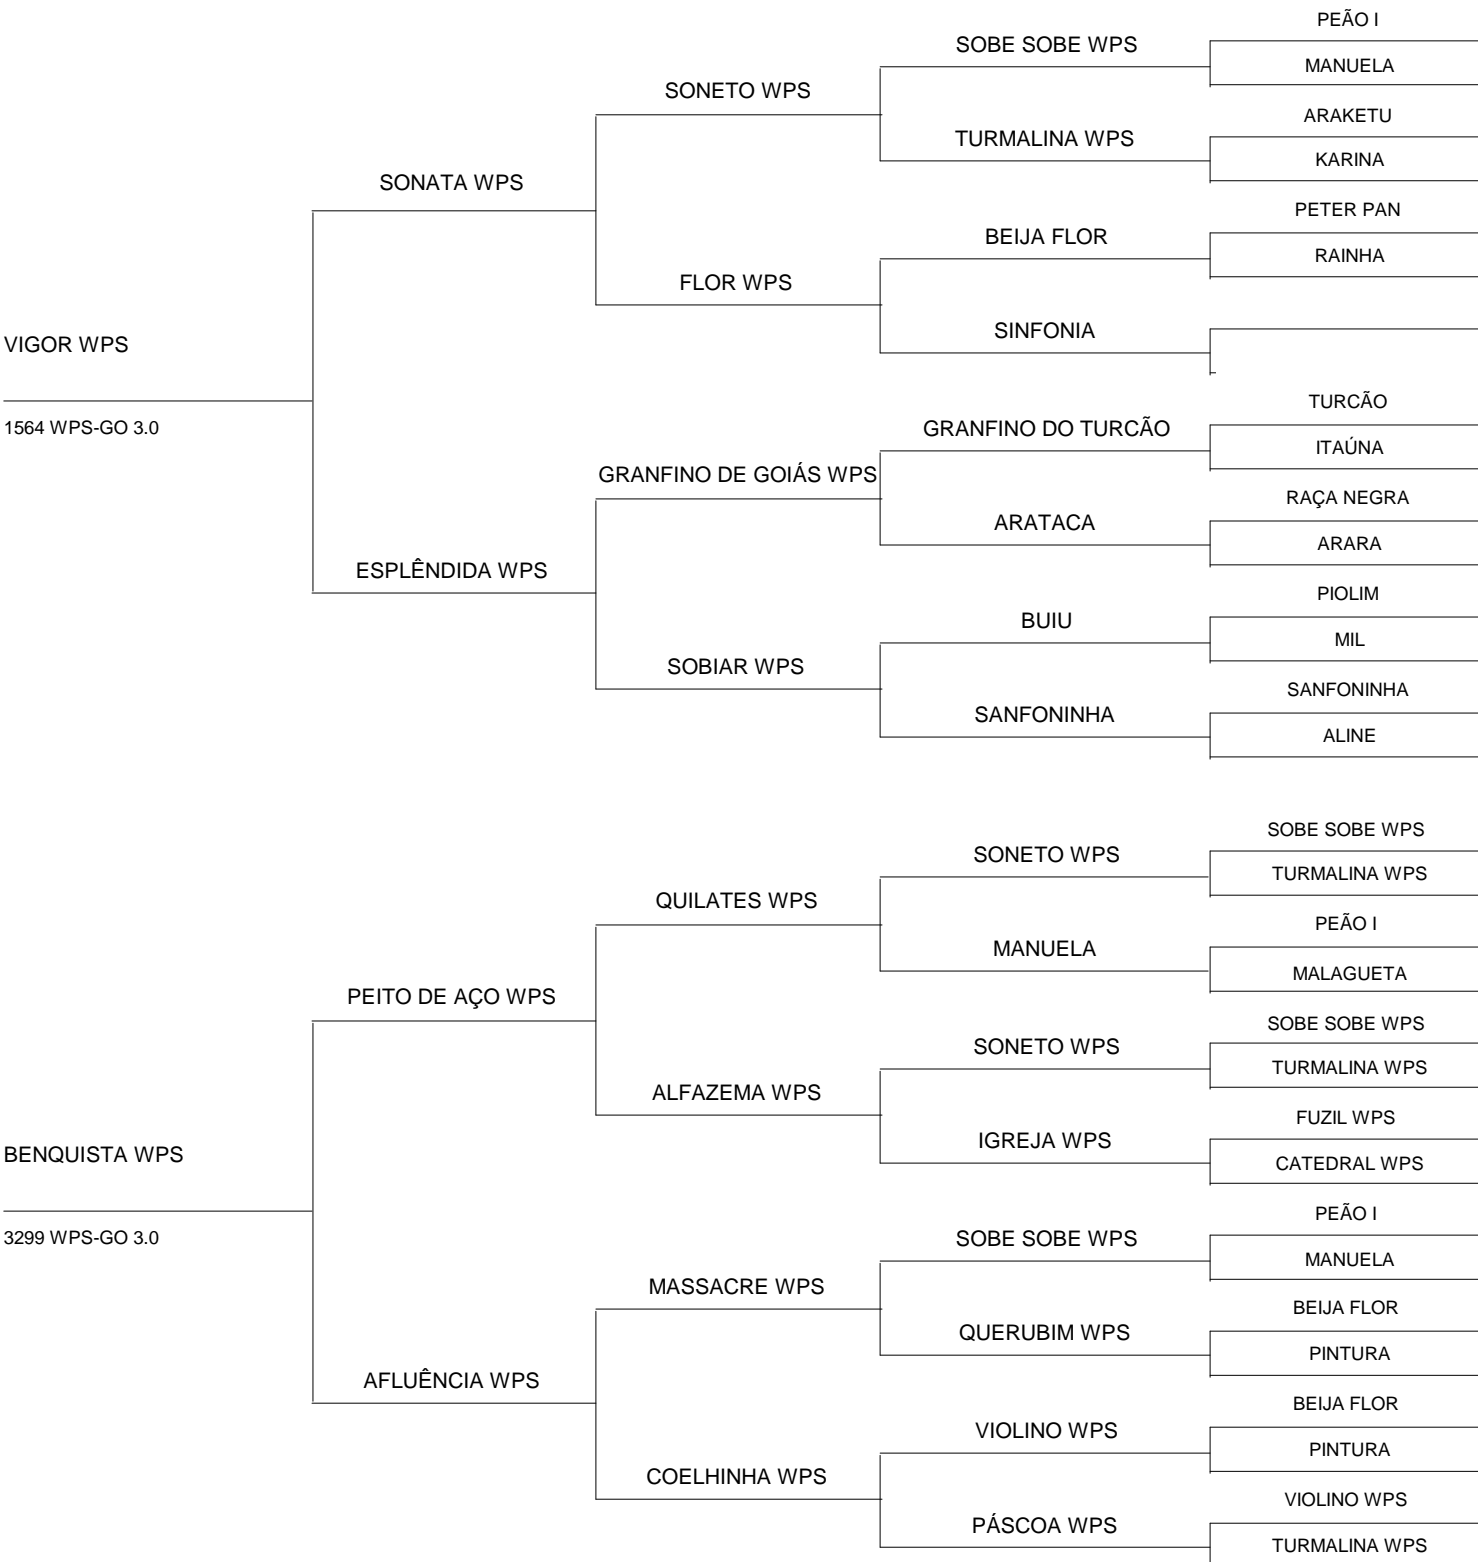 PEÃO I
SOBE SOBE WPS
MANUELA
SONETO WPS
ARAKETU
TURMALINA WPS
KARINA
SONATA WPS
PETER PAN
BEIJA FLOR
RAINHA
FLOR WPS
SINFONIA
VIGOR WPS
1564 WPS-GO 3.0
TURCÃO
GRANFINO DO TURCÃO
ITAÚNA
GRANFINO DE GOIÁS WPS
RAÇA NEGRA
ARATACA
ARARA
ESPLÊNDIDA WPS
PIOLIM
BUIU
MIL
SOBIAR WPS
SANFONINHA
SANFONINHA
ALINE
SOBE SOBE WPS
SONETO WPS
TURMALINA WPS
QUILATES WPS
PEÃO I
MANUELA
MALAGUETA
PEITO DE AÇO WPS
SOBE SOBE WPS
SONETO WPS
TURMALINA WPS
ALFAZEMA WPS
FUZIL WPS
IGREJA WPS
CATEDRAL WPS
BENQUISTA WPS
3299 WPS-GO 3.0
PEÃO I
SOBE SOBE WPS
MANUELA
MASSACRE WPS
BEIJA FLOR
QUERUBIM WPS
PINTURA
AFLUÊNCIA WPS
BEIJA FLOR
VIOLINO WPS
PINTURA
COELHINHA WPS
VIOLINO WPS
PÁSCOA WPS
TURMALINA WPS